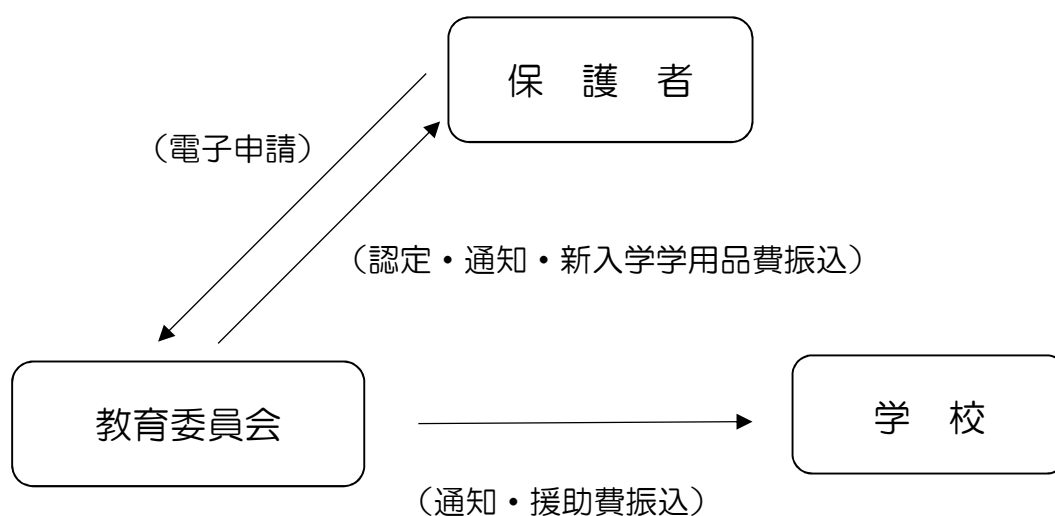 保　護　者
（電子申請）
（認定・通知・新入学学用品費振込）
教育委員会
学　校
（通知・援助費振込）